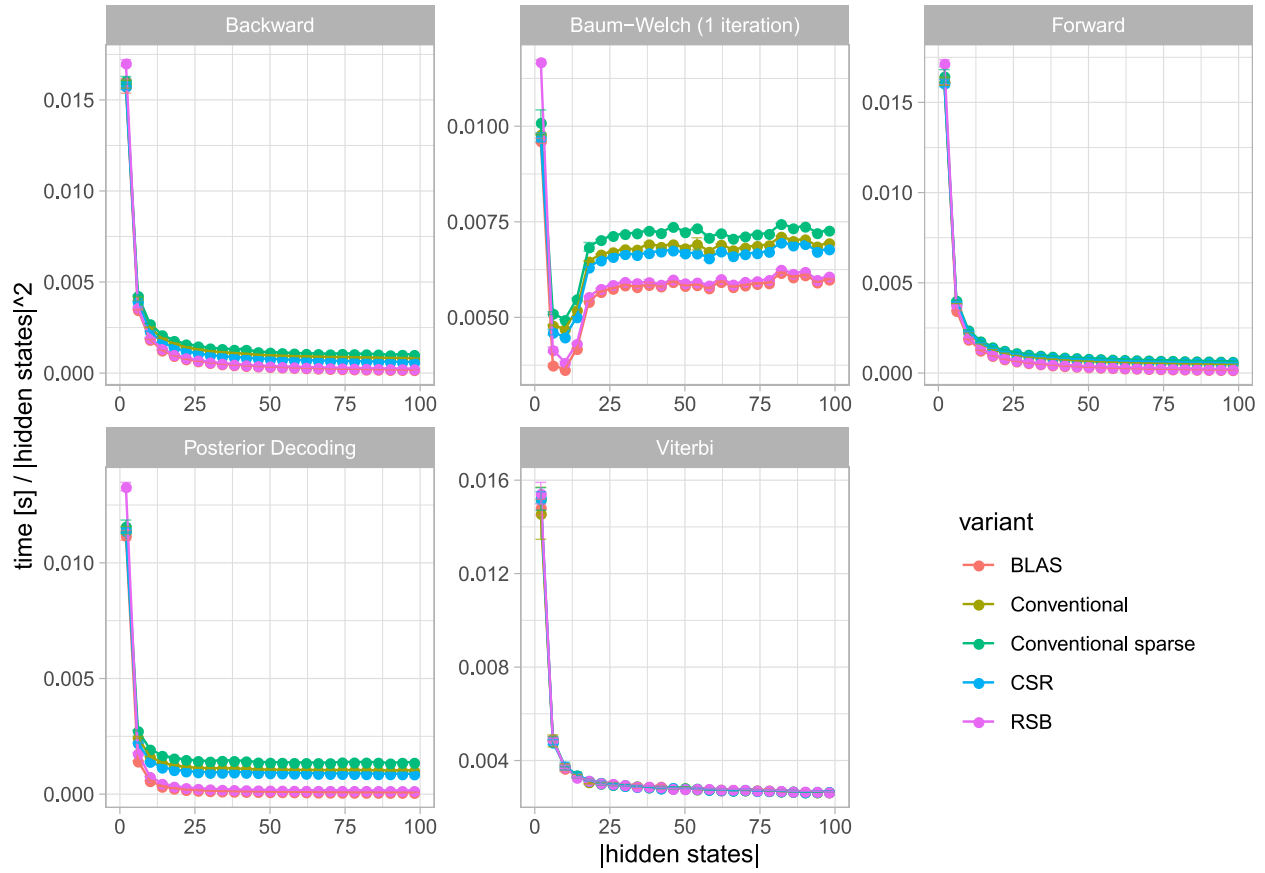 Backward
Baum−Welch (1 iteration)
Forward
0.015
0.010
0.005
0.000
0.0100
0.0075
0.0050
0.015
0.010
0.005
0.000
0 25 50 75 100
0 25 50 75 100
0 25 50 75 100
time [s] / |hidden states|^2
Posterior Decoding
Viterbi
0.010
0.005
0.000
0.016
0.012
0.008
0.004
0 25 50 75 100
0 25 50 75 100
|hidden states|
variant
BLAS
Conventional
Conventional sparse
CSR
RSB